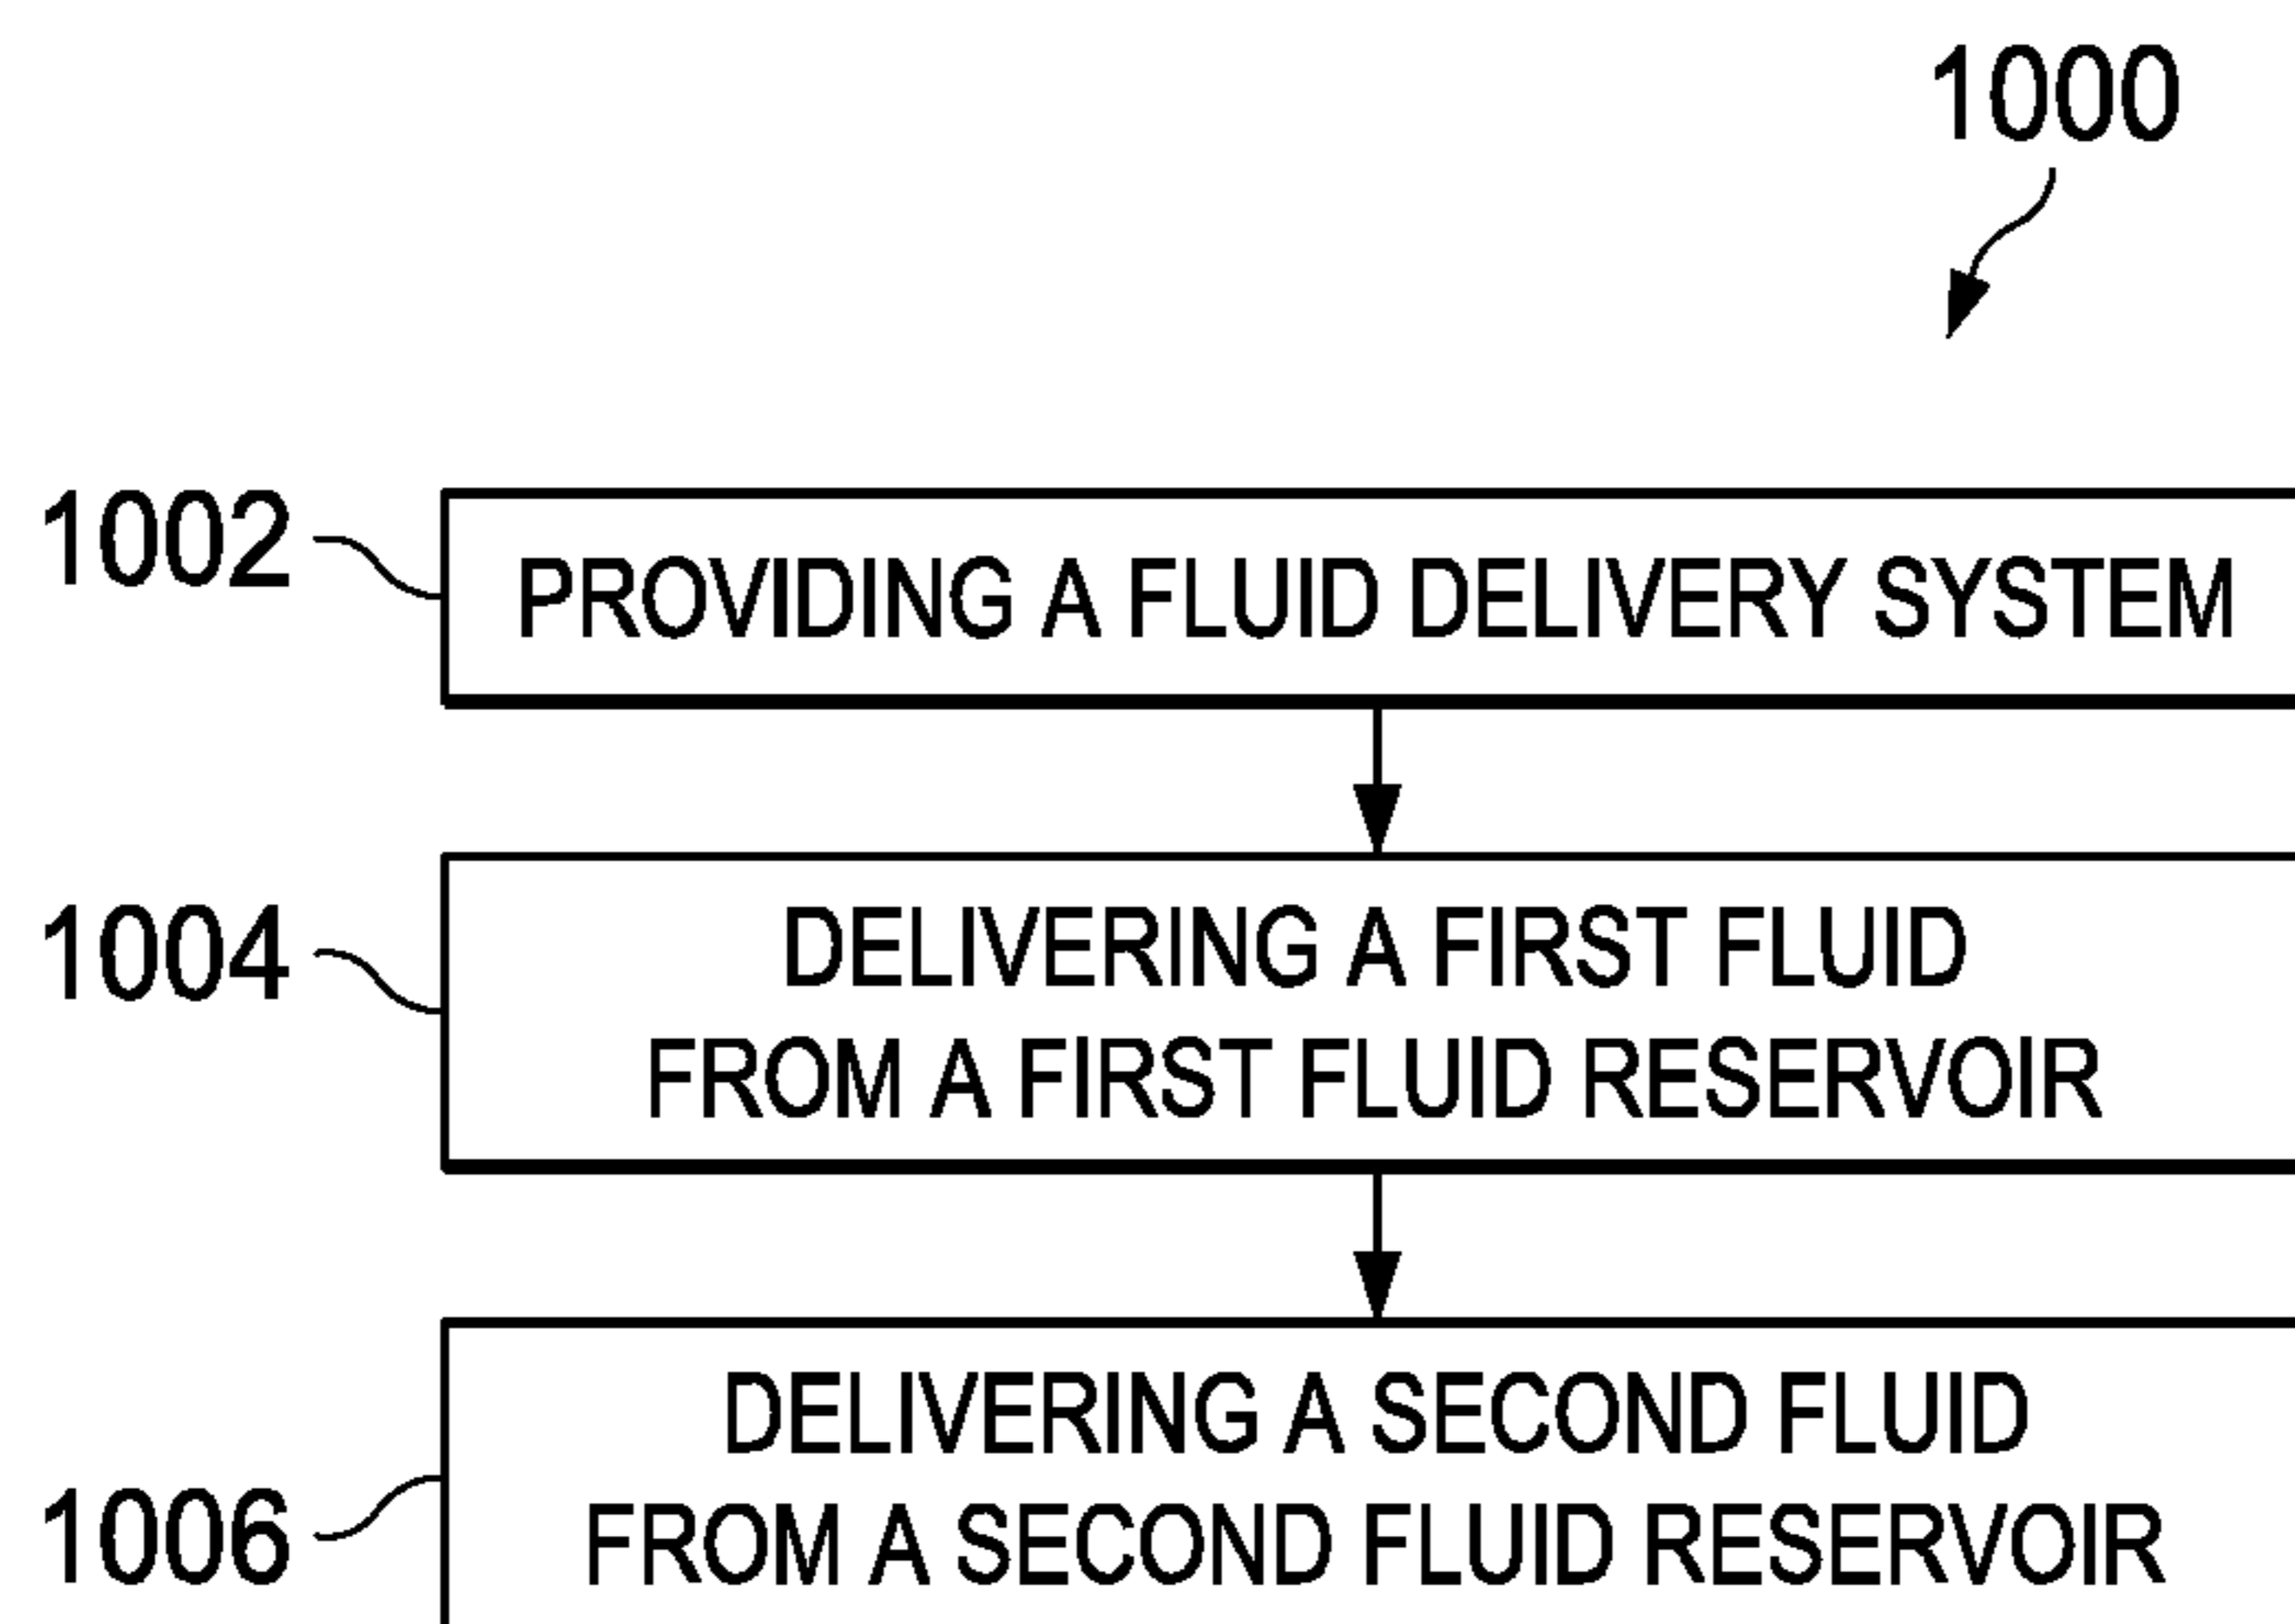 1000
1002
PROVIDING A FLUID DELIVERY SYSTEM
1004
DELIVERING A FIRST FLUID
FROM A FIRST FLUID RESERVOIR
1006
DELIVERING A SECOND FLUID
FROM A SECOND FLUID RESERVOIR